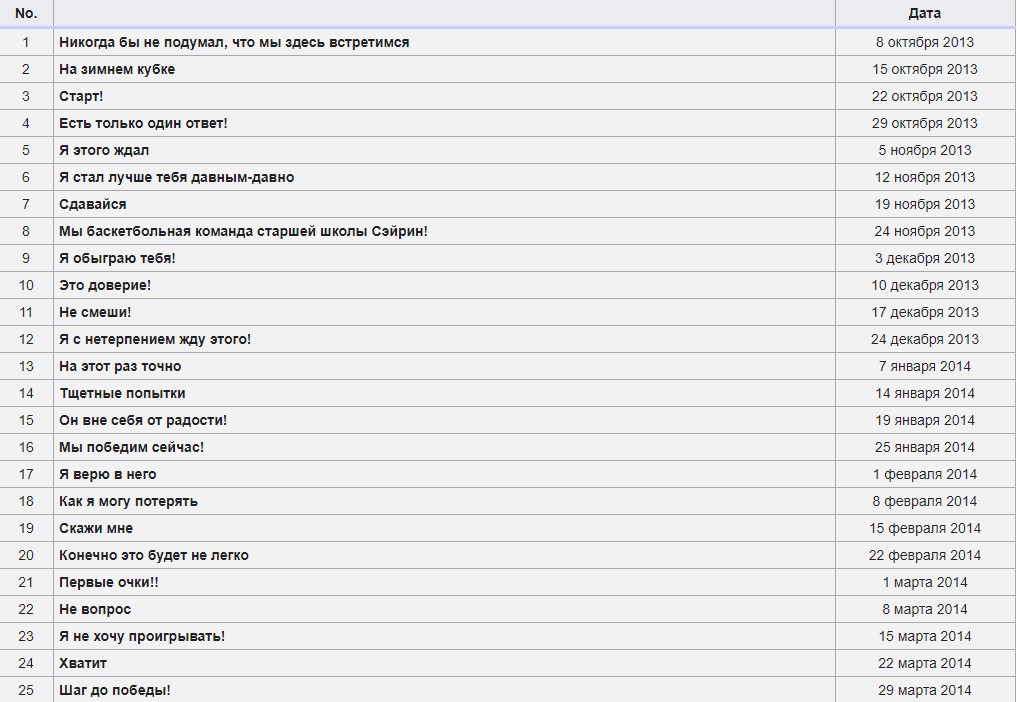 No. Дата
1 Никогда бы не подумал, что мы здесь встретимся 8 октября 2013
2 На зимнем кубке 15 октября 2013
3 Старт! 22 октября 2013
4 Есть только один ответ! 29 октября 2013
5 Я этого ждал 5 ноября 2013
6 Я стал лучше тебя давным-давно 12 ноября 2013
7 Сдавайся 19 ноября 2013
8 Мы баскетбольная команда старшей школы Сэйрин! 24 ноября 2013
9 Я обыграю тебя! 3 декабря 2013
10 Это доверие! 10 декабря 2013
11 Не смеши! 17 декабря 2013
12 Я с нетерпением жду этого! 24 декабря 2013
13 На этот раз точно 7 января 2014
14 Тщетные попытки 14 января 2014
15 Он вне себя от радости! 19 января 2014
16 Мы победим сейчас! 25 января 2014
17 Я верю в него 1 февраля 2014
18 Как я могу потерять 8 февраля 2014
19 Скажи мне 15 февраля 2014
20 Конечно это будет не легко 22 февраля 2014
21 Первые очки!! 1 марта 2014
22 Не вопрос 8 марта 2014
23 Я не хочу проигрывать! 15 марта 2014
24 Хватит 22 марта 2014
25 Шаг до победы! 29 марта 2014